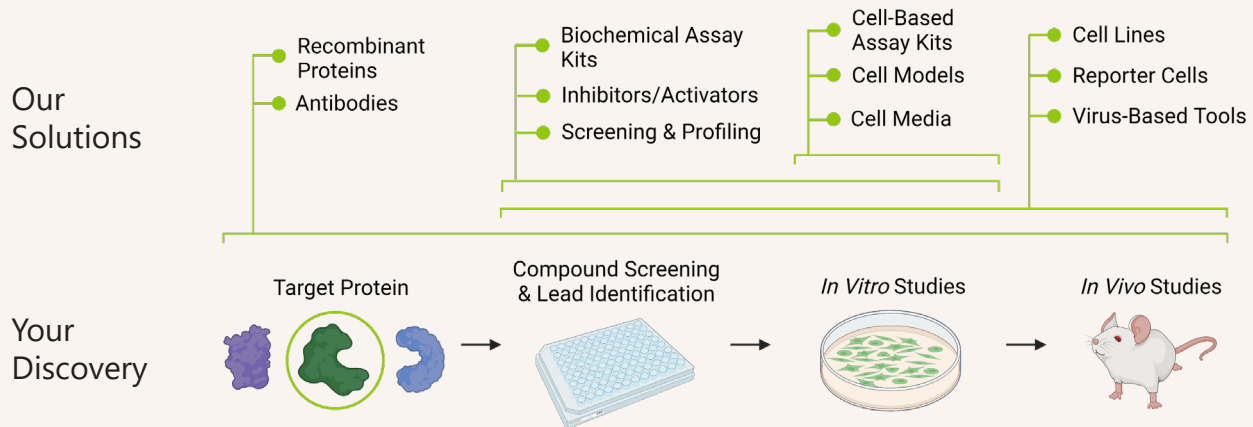 Our
Solutions
Recombinant
Proteins
Antibodies
Biochemical Assay
Kits
Inhibitors/Activators
Screening & Profiling
Cell-Based
Assay Kits
Cell Models
Cell Media
Cell Lines
Reporter Cells
Virus-Based Tools
Your
Discovery
Target Protein
Compound Screening
& Lead Identification
In Vitro Studies
In Vivo Studies